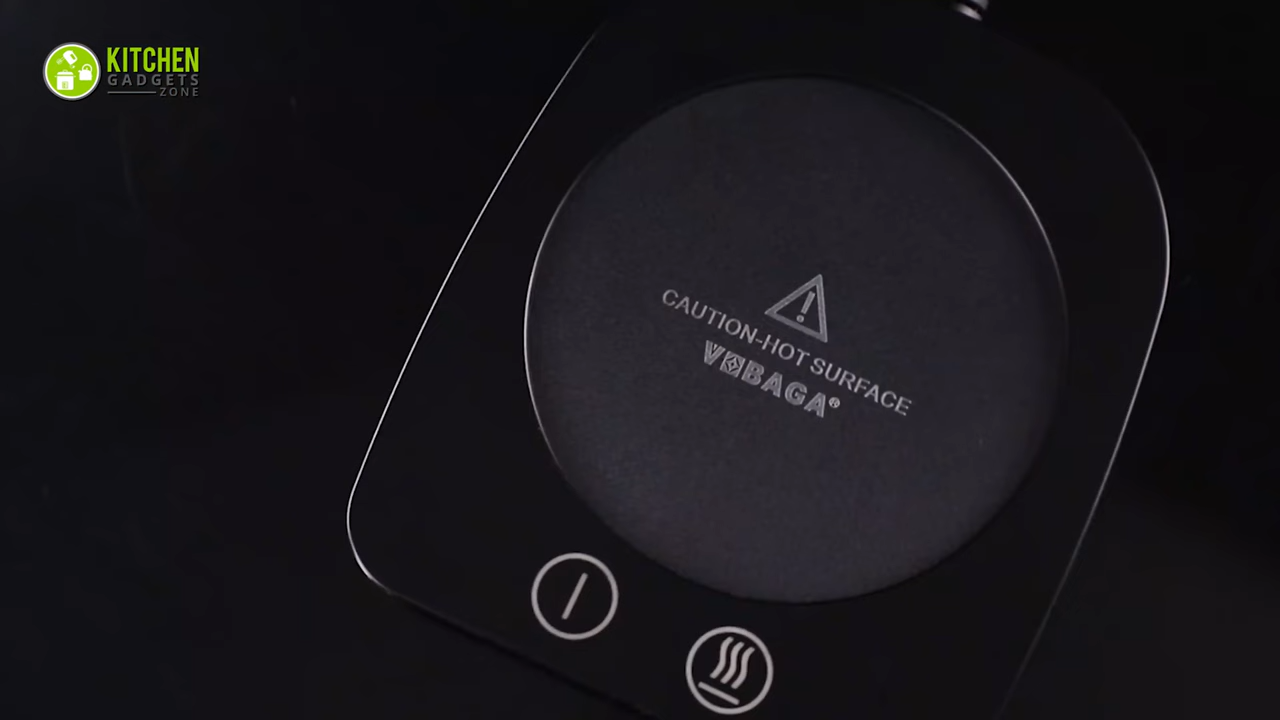 KITCHEN
GADGETS
ZONE
CAUTION-HOT SURFACE
VOBAGA®